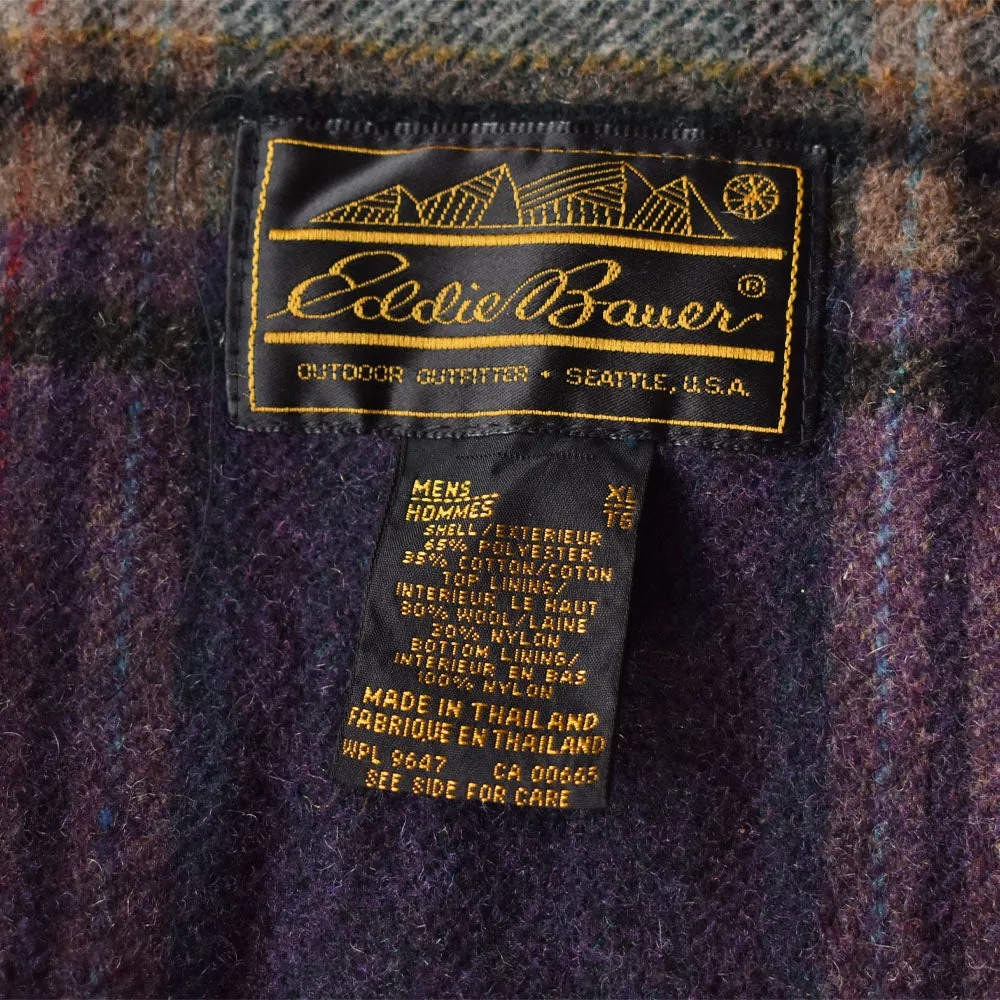 Eddie Bauer®
OUTDOOR OUTFITTER • SEATTLE, U.S.A.
MENS XL
HOMMES TG
SHELL/EXTERIEUR
65% POLYESTER
35% COTTON/COTON
TOP LINING/
INTERIEUR LE HAUT
80% WOOL/LAINE
20% NYLON
BOTTOM LINING/
INTERIEUR EN BAS
100% NYLON
MADE IN THAILAND
FABRIQUE EN THAILAND
WPL 9647 CA 00665
SEE SIDE FOR CARE